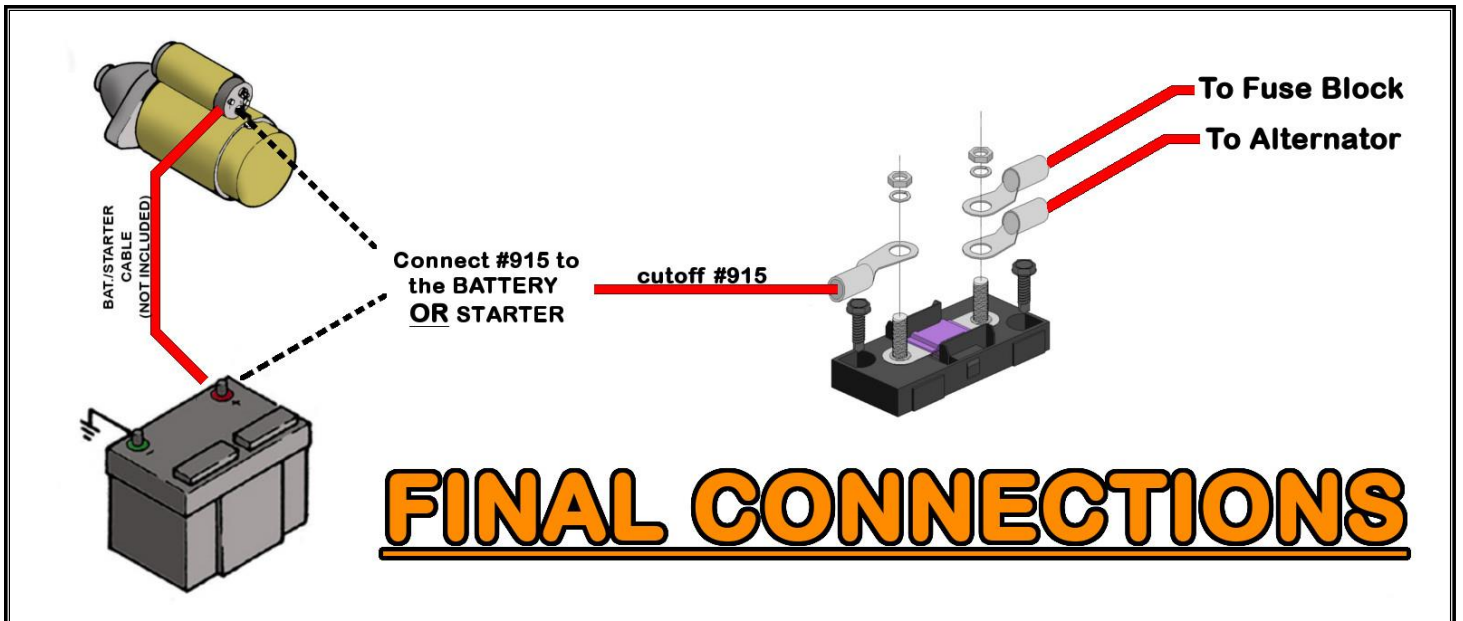 To Fuse Block
To Alternator
BAT./STARTER
CABLE
(NOT INCLUDED)
Connect #915 to
the BATTERY
OR STARTER
cutoff #915
+
-
FINAL CONNECTIONS